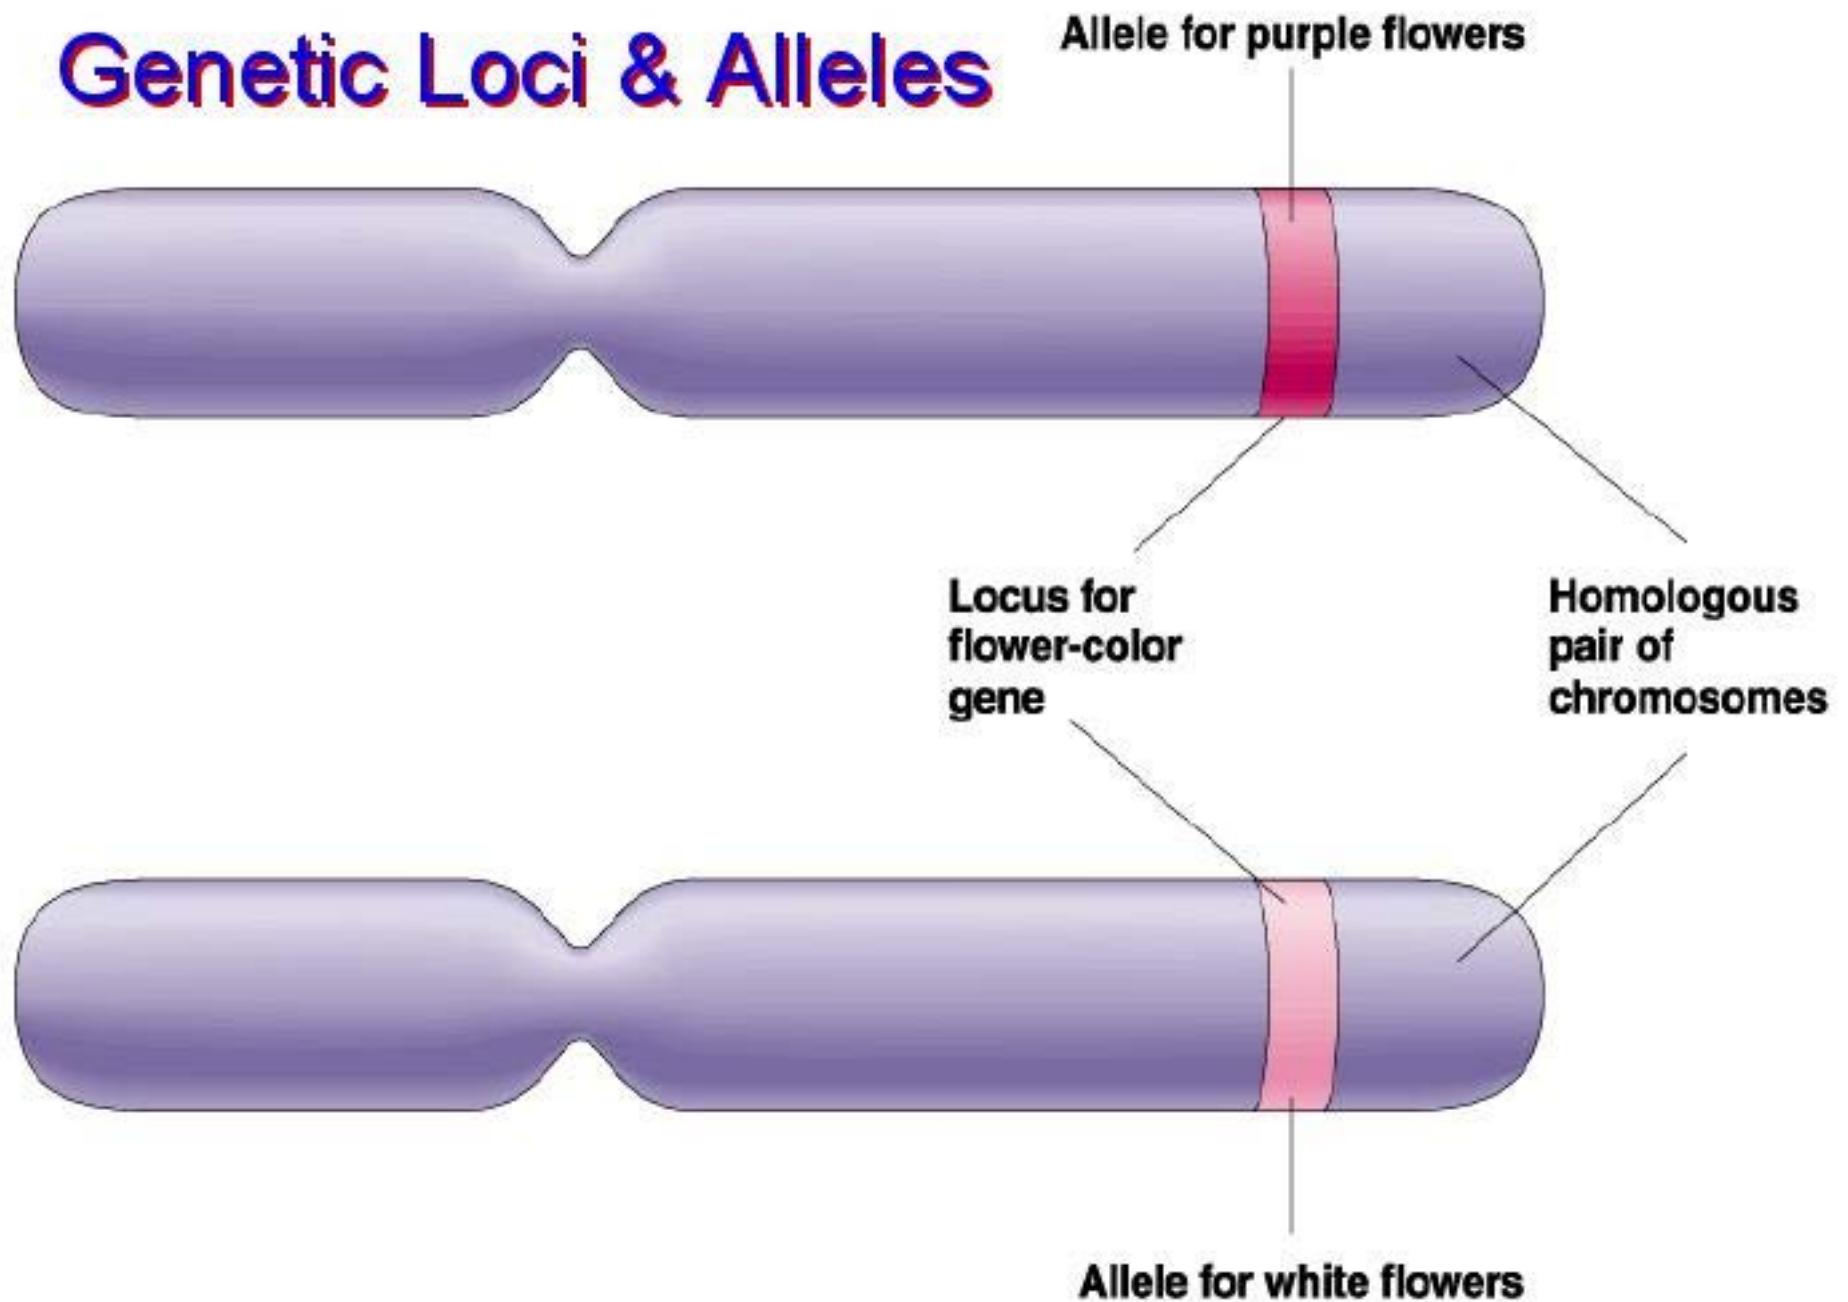 Genetic Loci & Alleles
Allele for purple flowers
Locus for
flower-color
gene
Homologous
pair of
chromosomes
Allele for white flowers